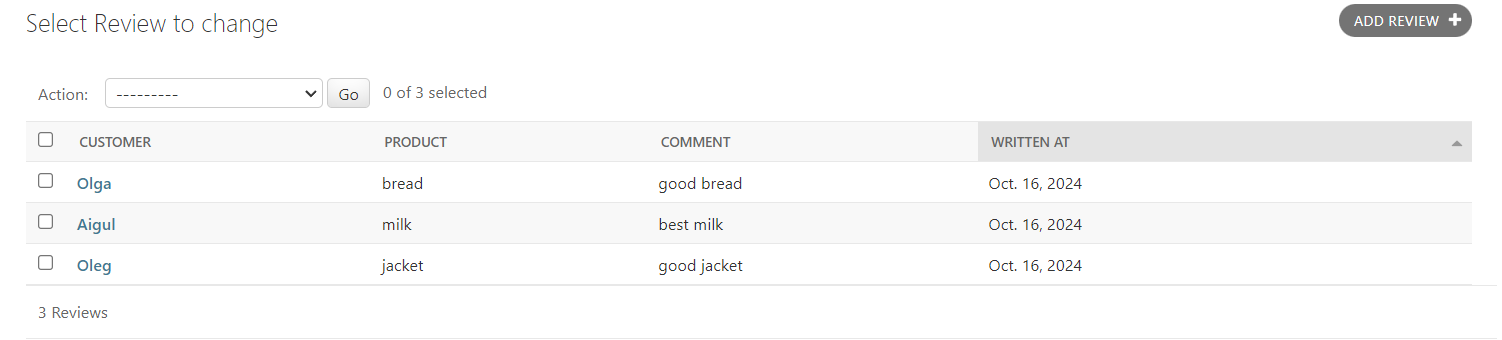 Select Review to change
ADD REVIEW +
Action: --------- Go 0 of 3 selected
CUSTOMER PRODUCT COMMENT WRITTEN AT
Olga bread good bread Oct. 16, 2024
Aigul milk best milk Oct. 16, 2024
Oleg jacket good jacket Oct. 16, 2024
3 Reviews